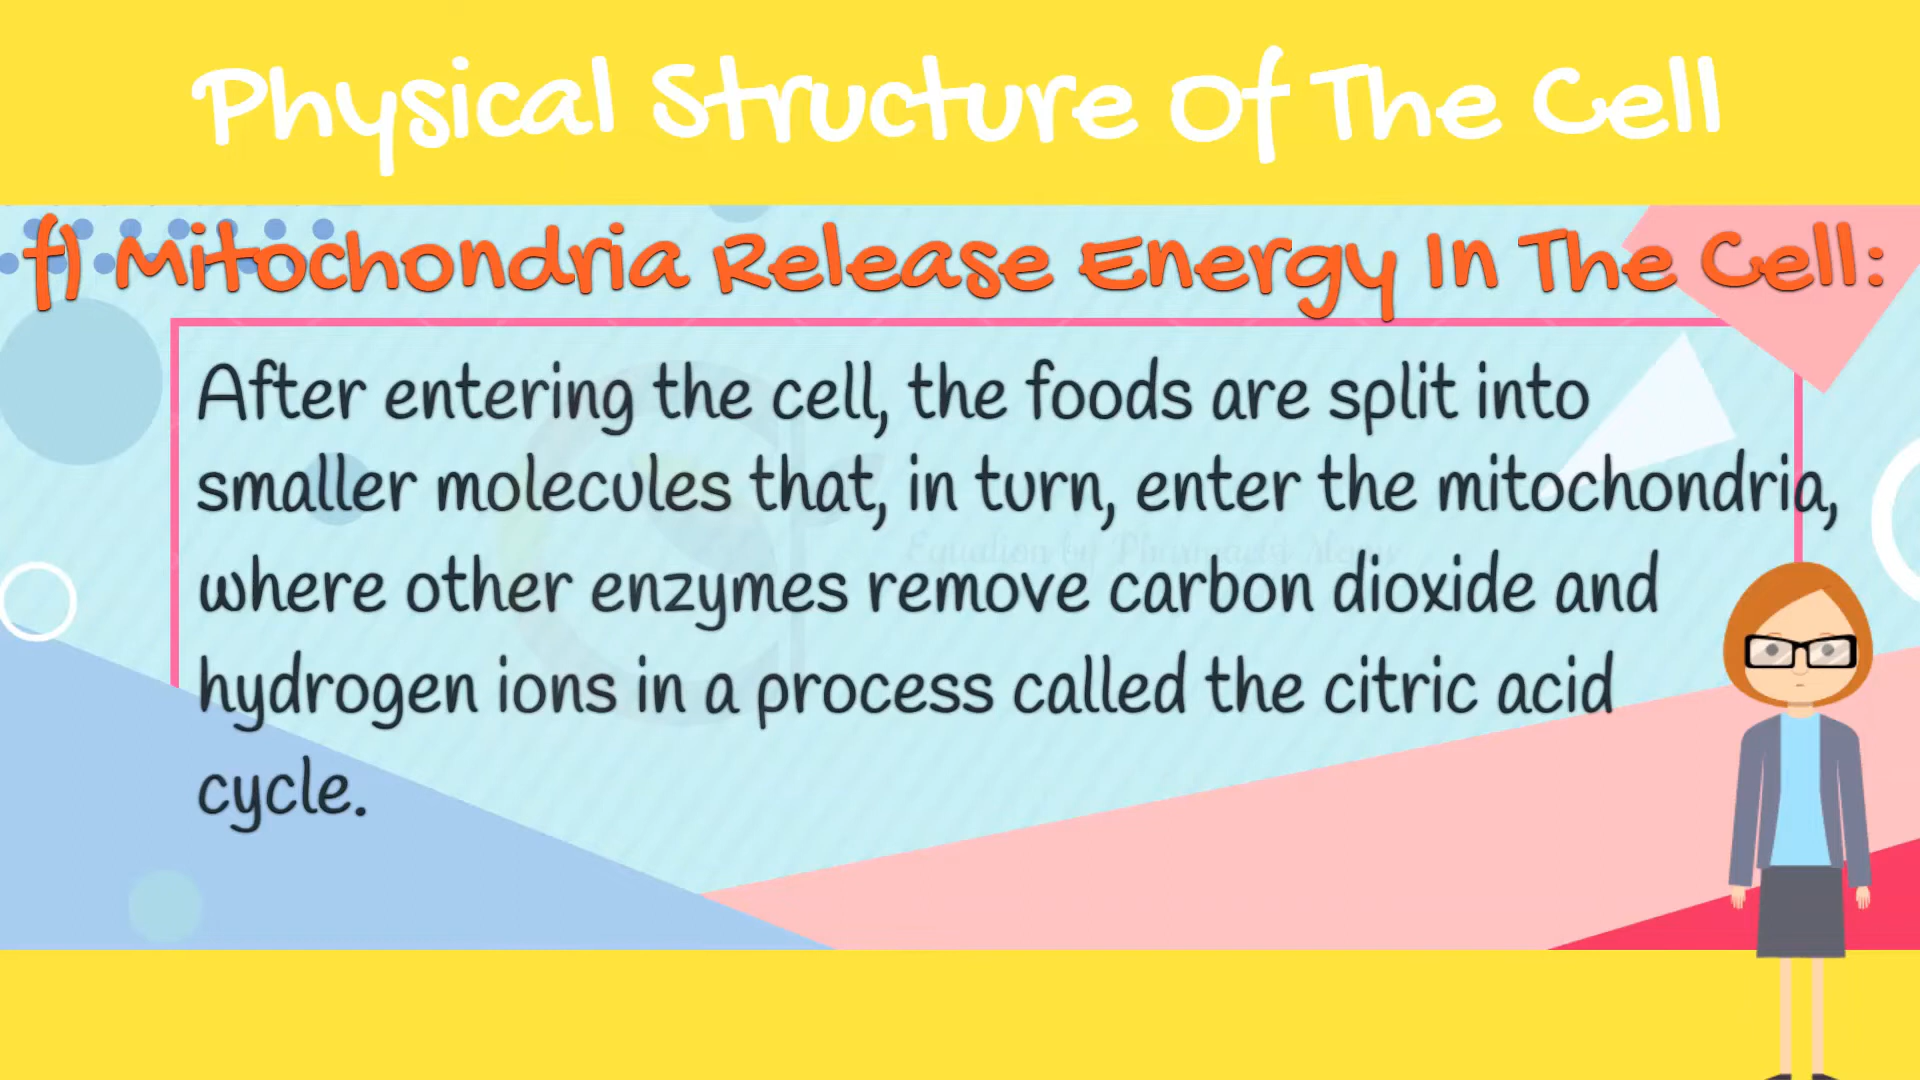 Physical Structure Of The Cell
f) Mitochondria Release Energy In The Cell:
After entering the cell, the foods are split into
smaller molecules that, in turn, enter the mitochondria,
where other enzymes remove carbon dioxide and
hydrogen ions in a process called the citric acid
cycle.